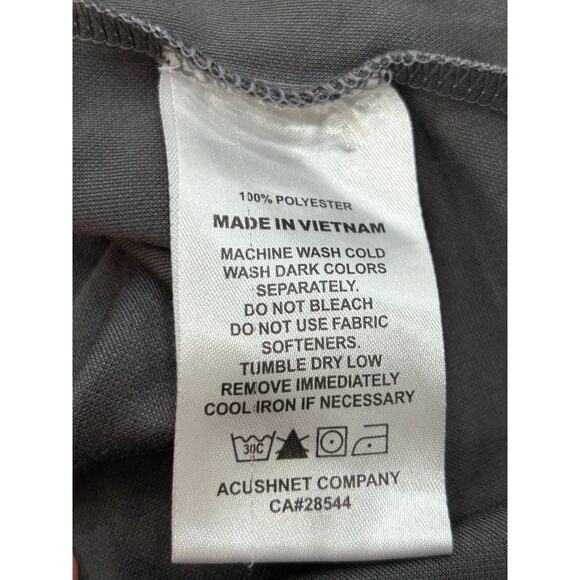 100% POLYESTER
MADE IN VIETNAM
MACHINE WASH COLD
WASH DARK COLORS
SEPARATELY.
DO NOT BLEACH
DO NOT USE FABRIC
SOFTENERS.
TUMBLE DRY LOW
REMOVE IMMEDIATELY
COOL IRON IF NECESSARY
30C
ACUSHNET COMPANY
CA#28544